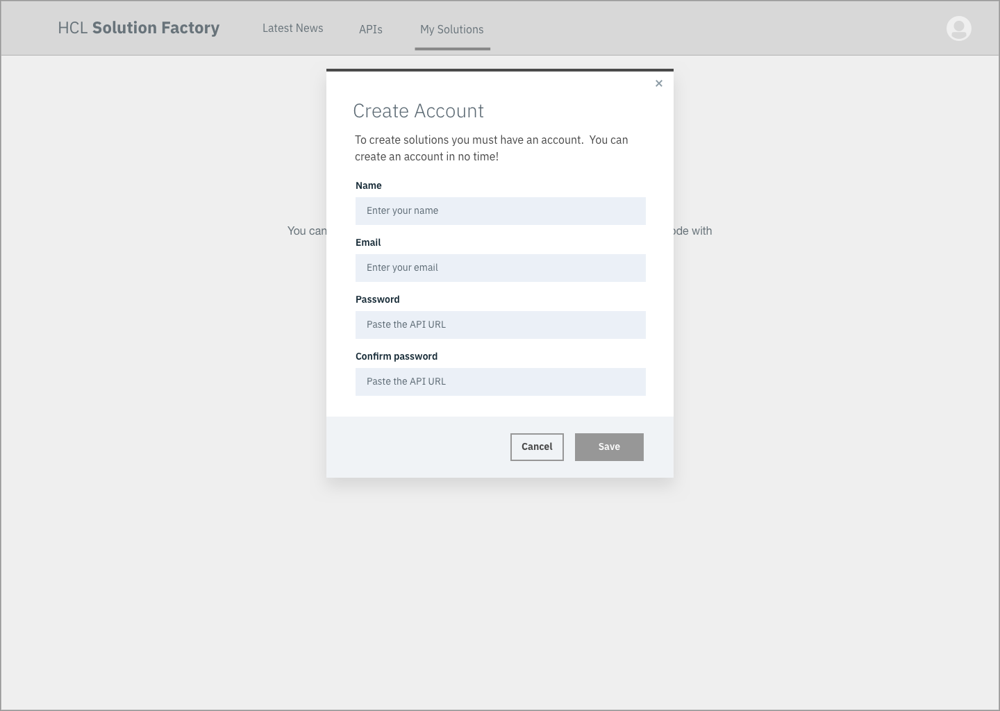 HCL Solution Factory
Latest News
APIs
My Solutions
Create Account
To create solutions you must have an account.  You can
create an account in no time!
Name
Enter your name
You can
with
Email
Enter your email
Password
Paste the API URL
Confirm password
Paste the API URL
Cancel
Save